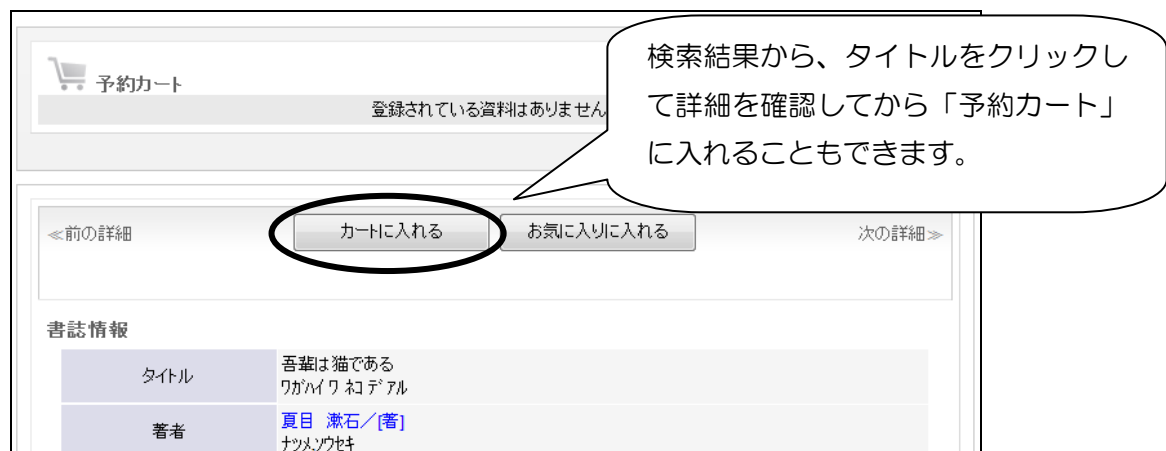 予約カート
登録されている資料はありません
検索結果から、タイトルをクリックし
て詳細を確認してから「予約カート」
に入れることもできます。
≪前の詳細 カートに入れる お気に入りに入れる 次の詳細≫
書誌情報
タイトル 吾輩は猫である
ワガハイ ワ ネコ デ アル
著者 夏目 漱石／[著]
ナツメ,ソウセキ